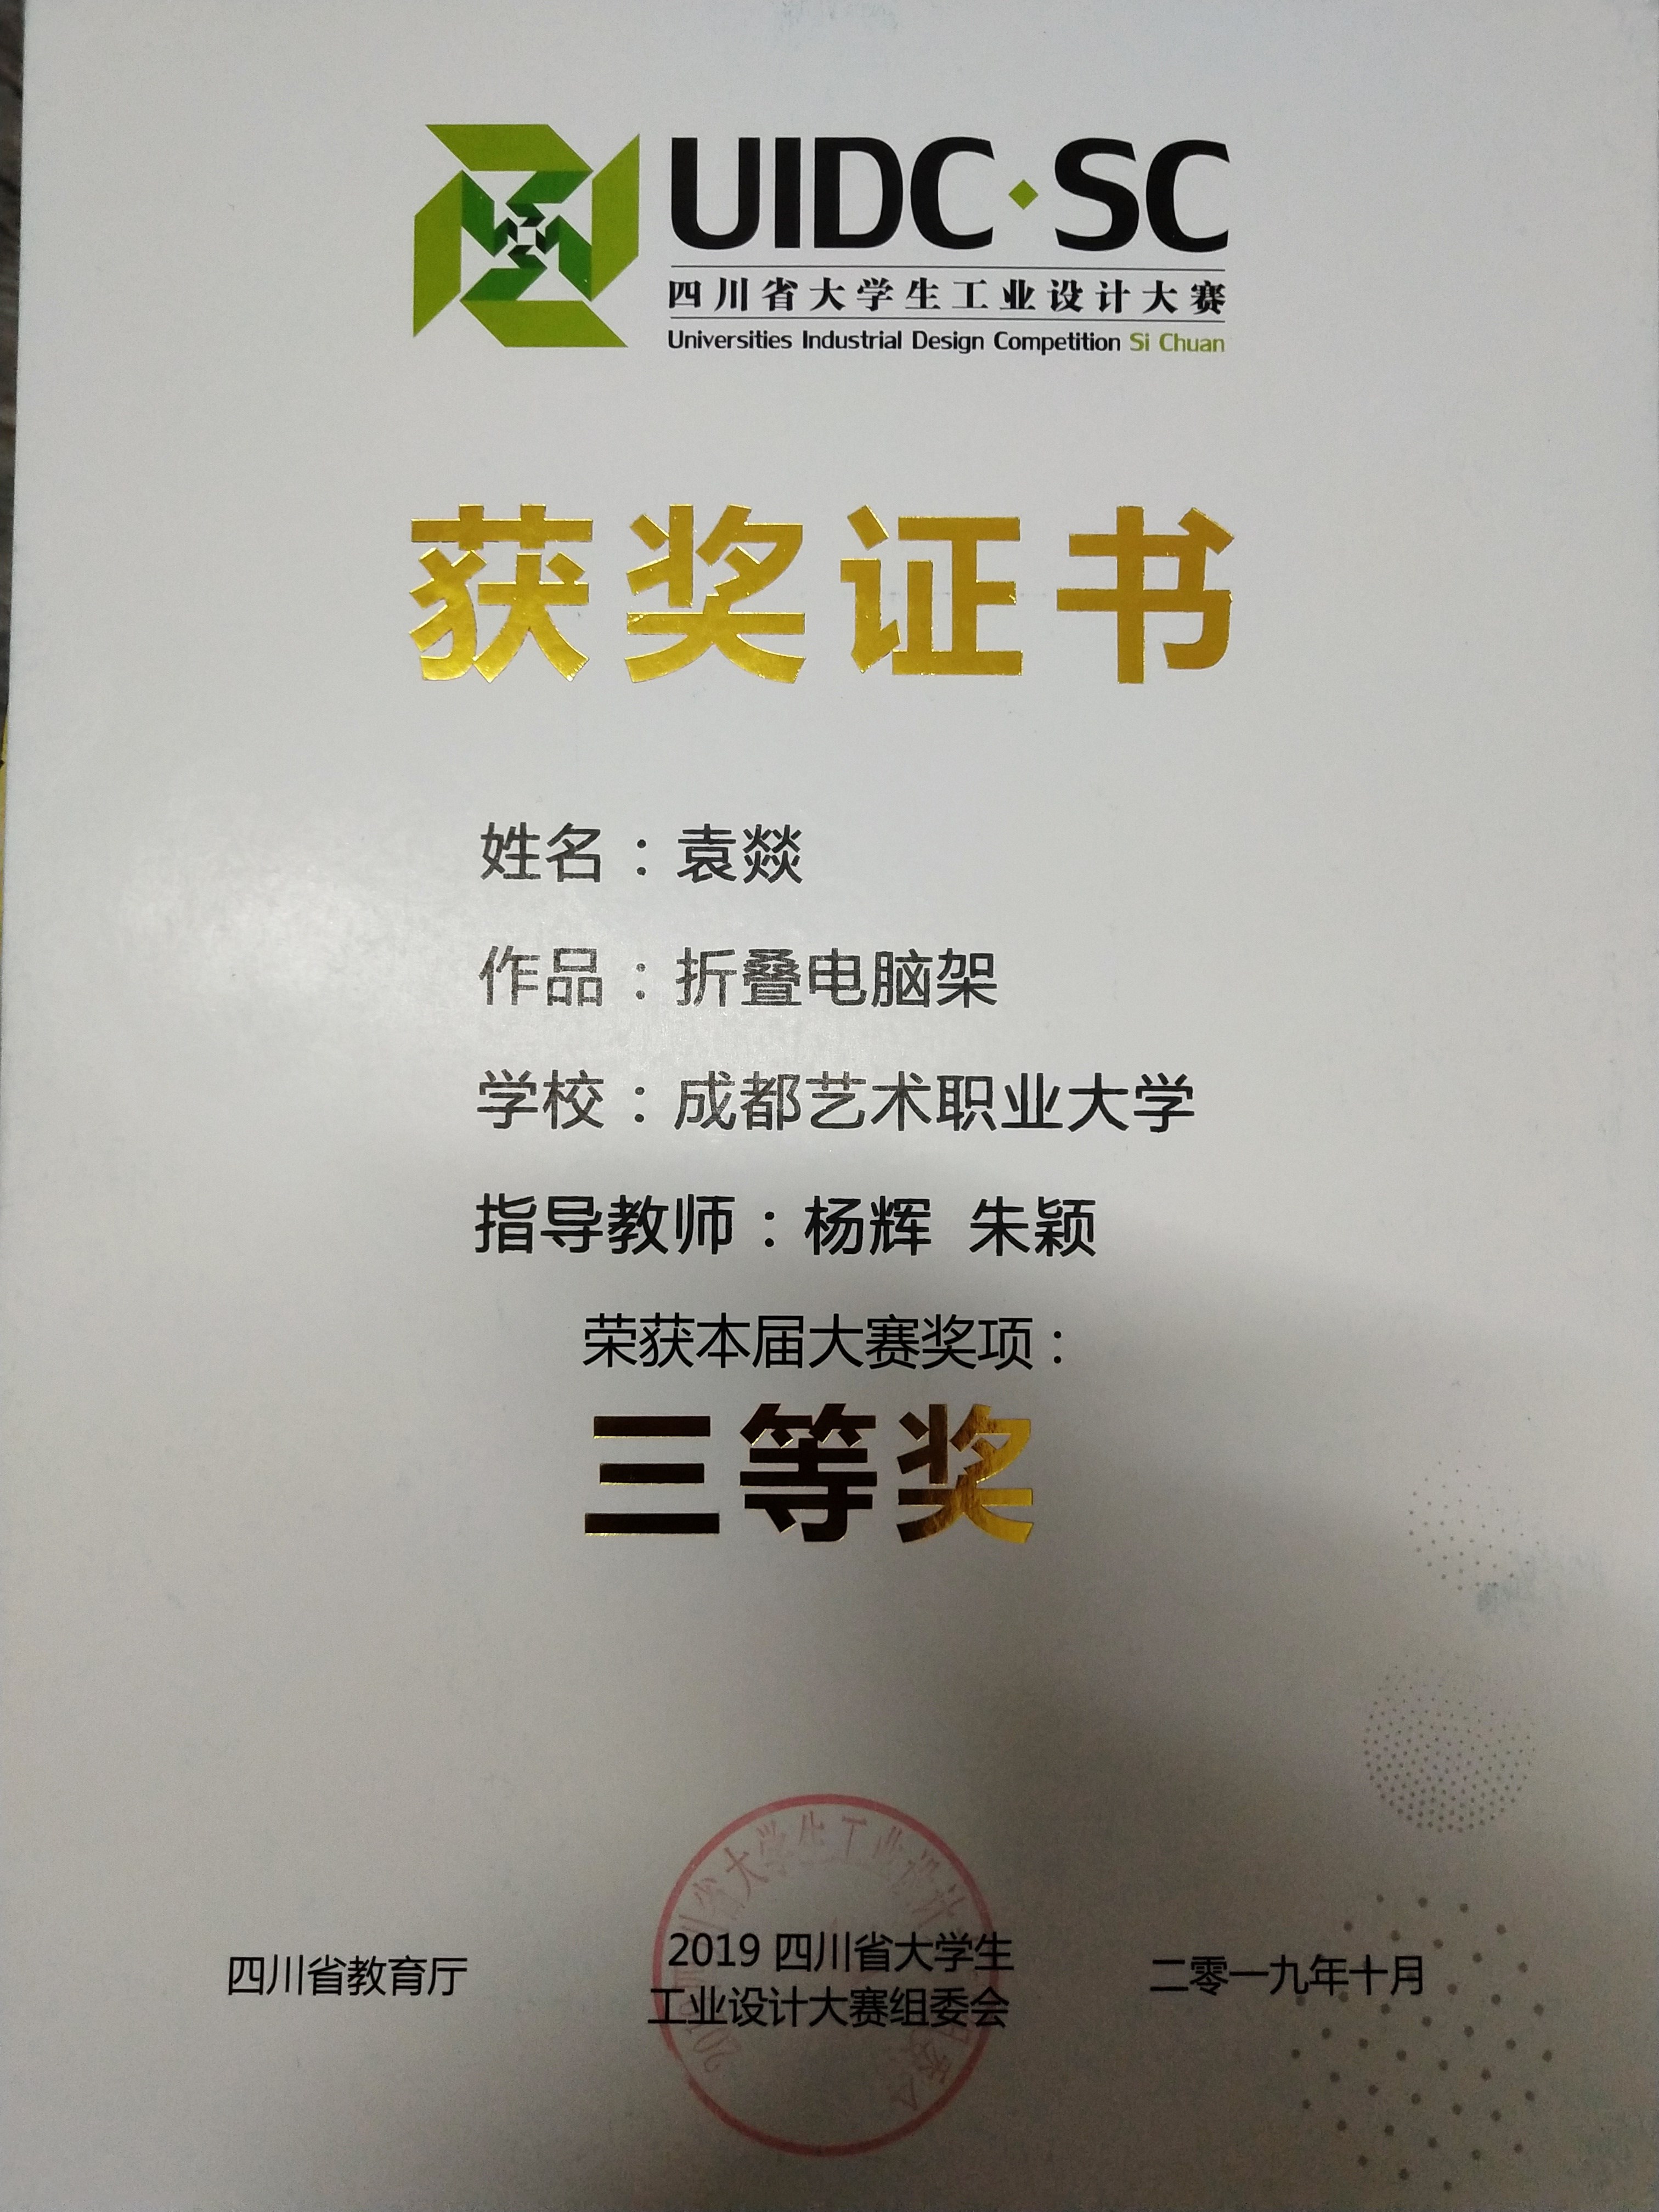 UIDC·SC
四川省大学生工业设计大赛
Universities Industrial Design Competition Si Chuan
获奖证书
姓名：袁燚
作品：折叠电脑架
学校：成都艺术职业大学
指导教师：杨辉 朱颖
荣获本届大赛奖项：
三等奖
四川省教育厅
2019 四川省大学生
工业设计大赛组委会
二零一九年十月